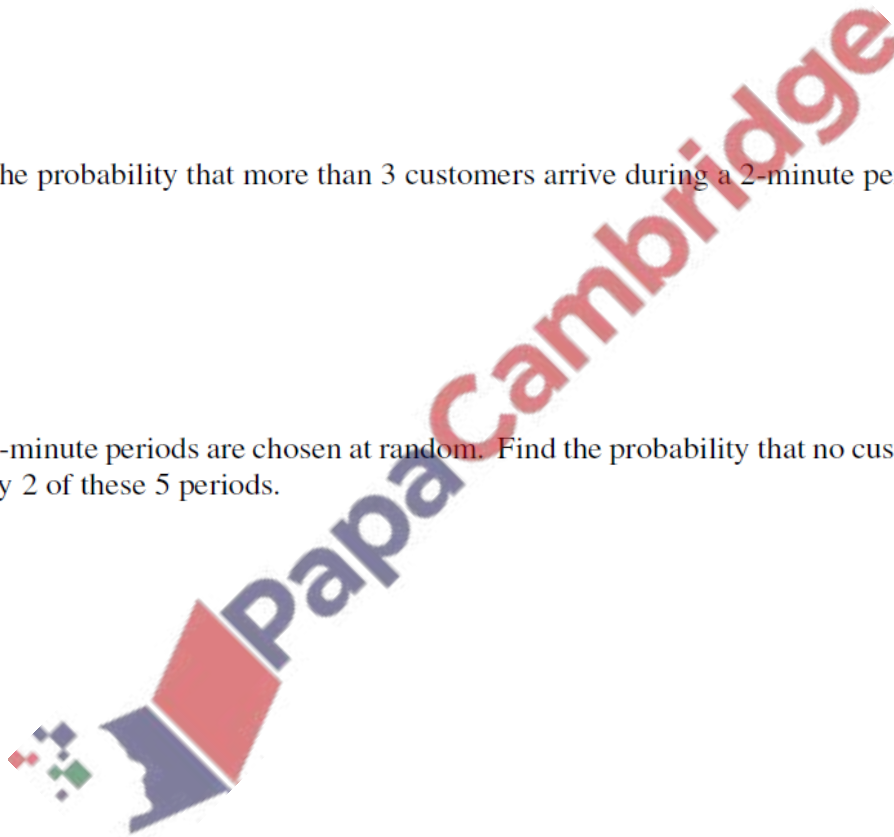 he probability that more than 3 customers arrive during a 2-minute pe
-minute periods are chosen at random. Find the probability that no cus
y 2 of these 5 periods.
PapaCambridge